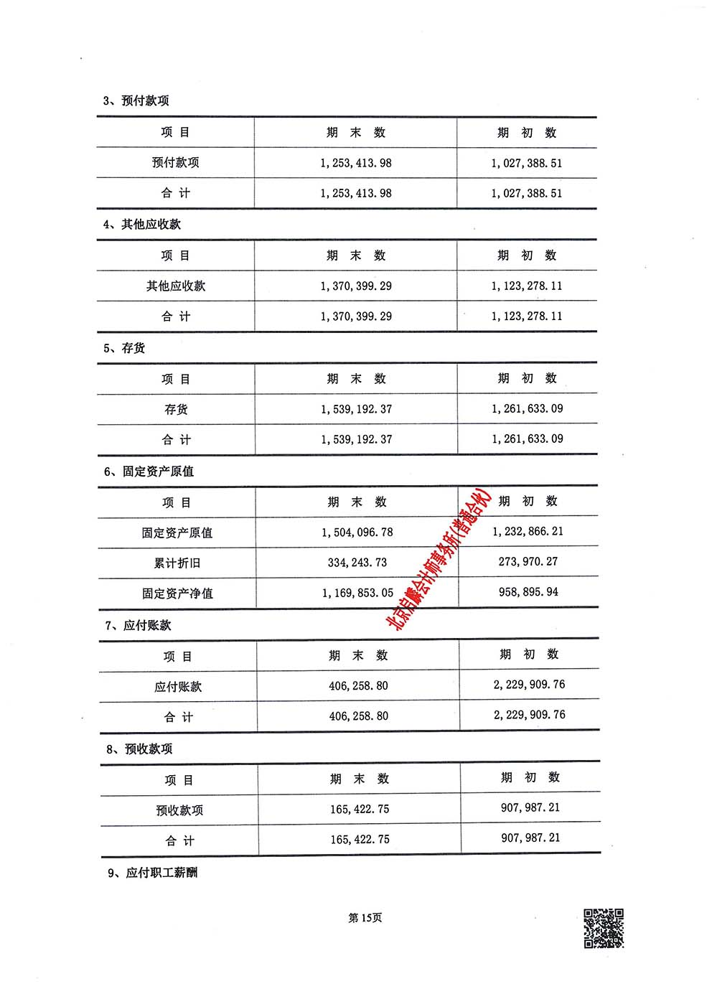 3、预付款项
项 目 期 末 数 期 初 数
预付款项 1,253,413.98 1,027,388.51
合 计 1,253,413.98 1,027,388.51
4、其他应收款
项 目 期 末 数 期 初 数
其他应收款 1,370,399.29 1,123,278.11
合 计 1,370,399.29 1,123,278.11
5、存货
项 目 期 末 数 期 初 数
存货 1,539,192.37 1,261,633.09
合 计 1,539,192.37 1,261,633.09
6、固定资产原值
项 目 期 末 数 期 初 数
固定资产原值 1,504,096.78 1,232,866.21
累计折旧 334,243.73 273,970.27
固定资产净值 1,169,853.05 958,895.94
北京启麟会计师事务所(普通合伙)
7、应付账款
项 目 期 末 数 期 初 数
应付账款 406,258.80 2,229,909.76
合 计 406,258.80 2,229,909.76
8、预收款项
项 目 期 末 数 期 初 数
预收款项 165,422.75 907,987.21
合 计 165,422.75 907,987.21
9、应付职工薪酬
第 15页